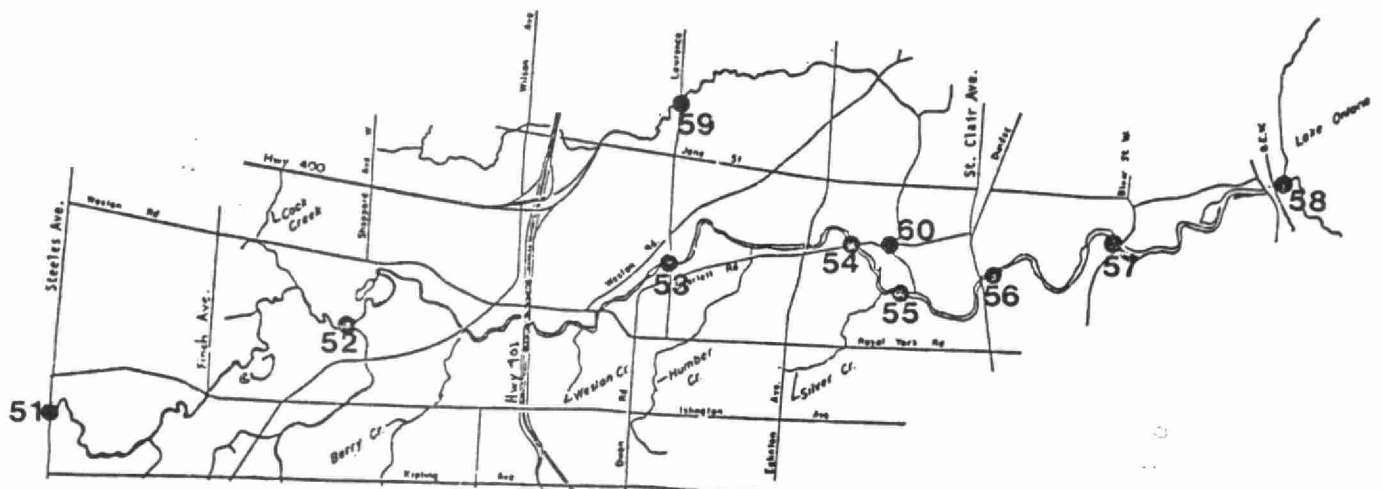 Steeles Ave.
Weston Rd
Finch Ave.
Hwy 400
L. Cock
Creek
Sheppard Ave W
Wilson Ave
Lawrence
59
Jane St
St. Clair Ave.
Dundas
Bloor St W
Q.E.W.
Lake Ontario
58
51
52
Weston Rd
53
54
60
55
56
57
Royal York Rd
Hwy 401
Weston Cr.
Humber
Cr.
Silver Cr.
Berry Cr.
Islington Ave
Dixon Rd
Eglinton Ave.
Kipling Ave